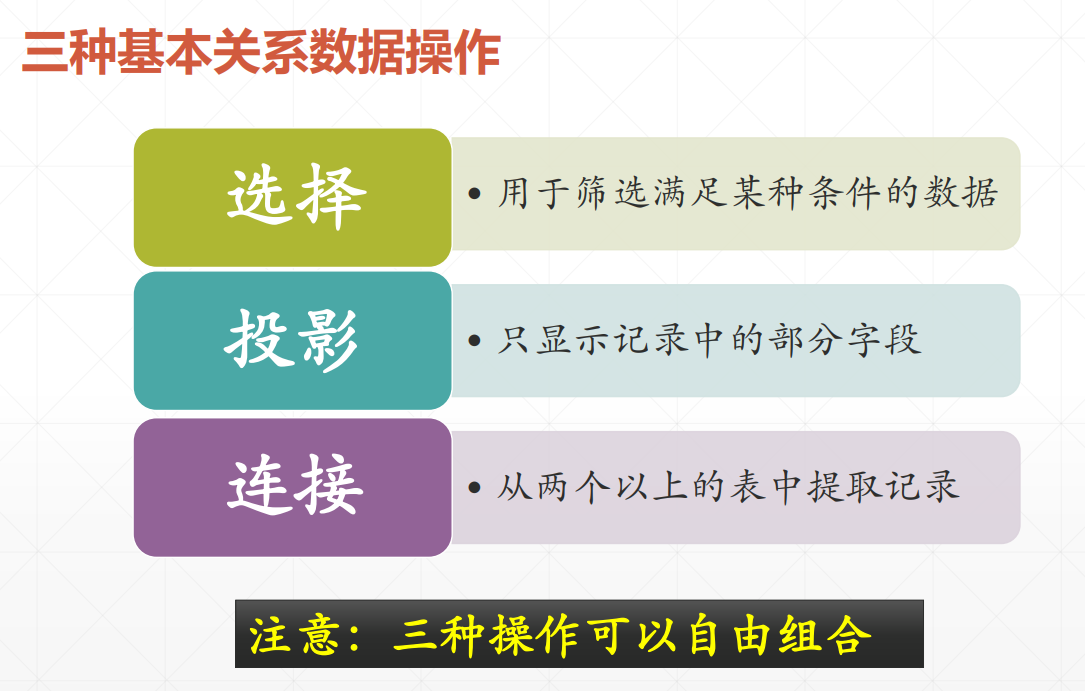 三种基本关系数据操作
选择
• 用于筛选满足某种条件的数据
投影
• 只显示记录中的部分字段
连接
• 从两个以上的表中提取记录
注意：三种操作可以自由组合